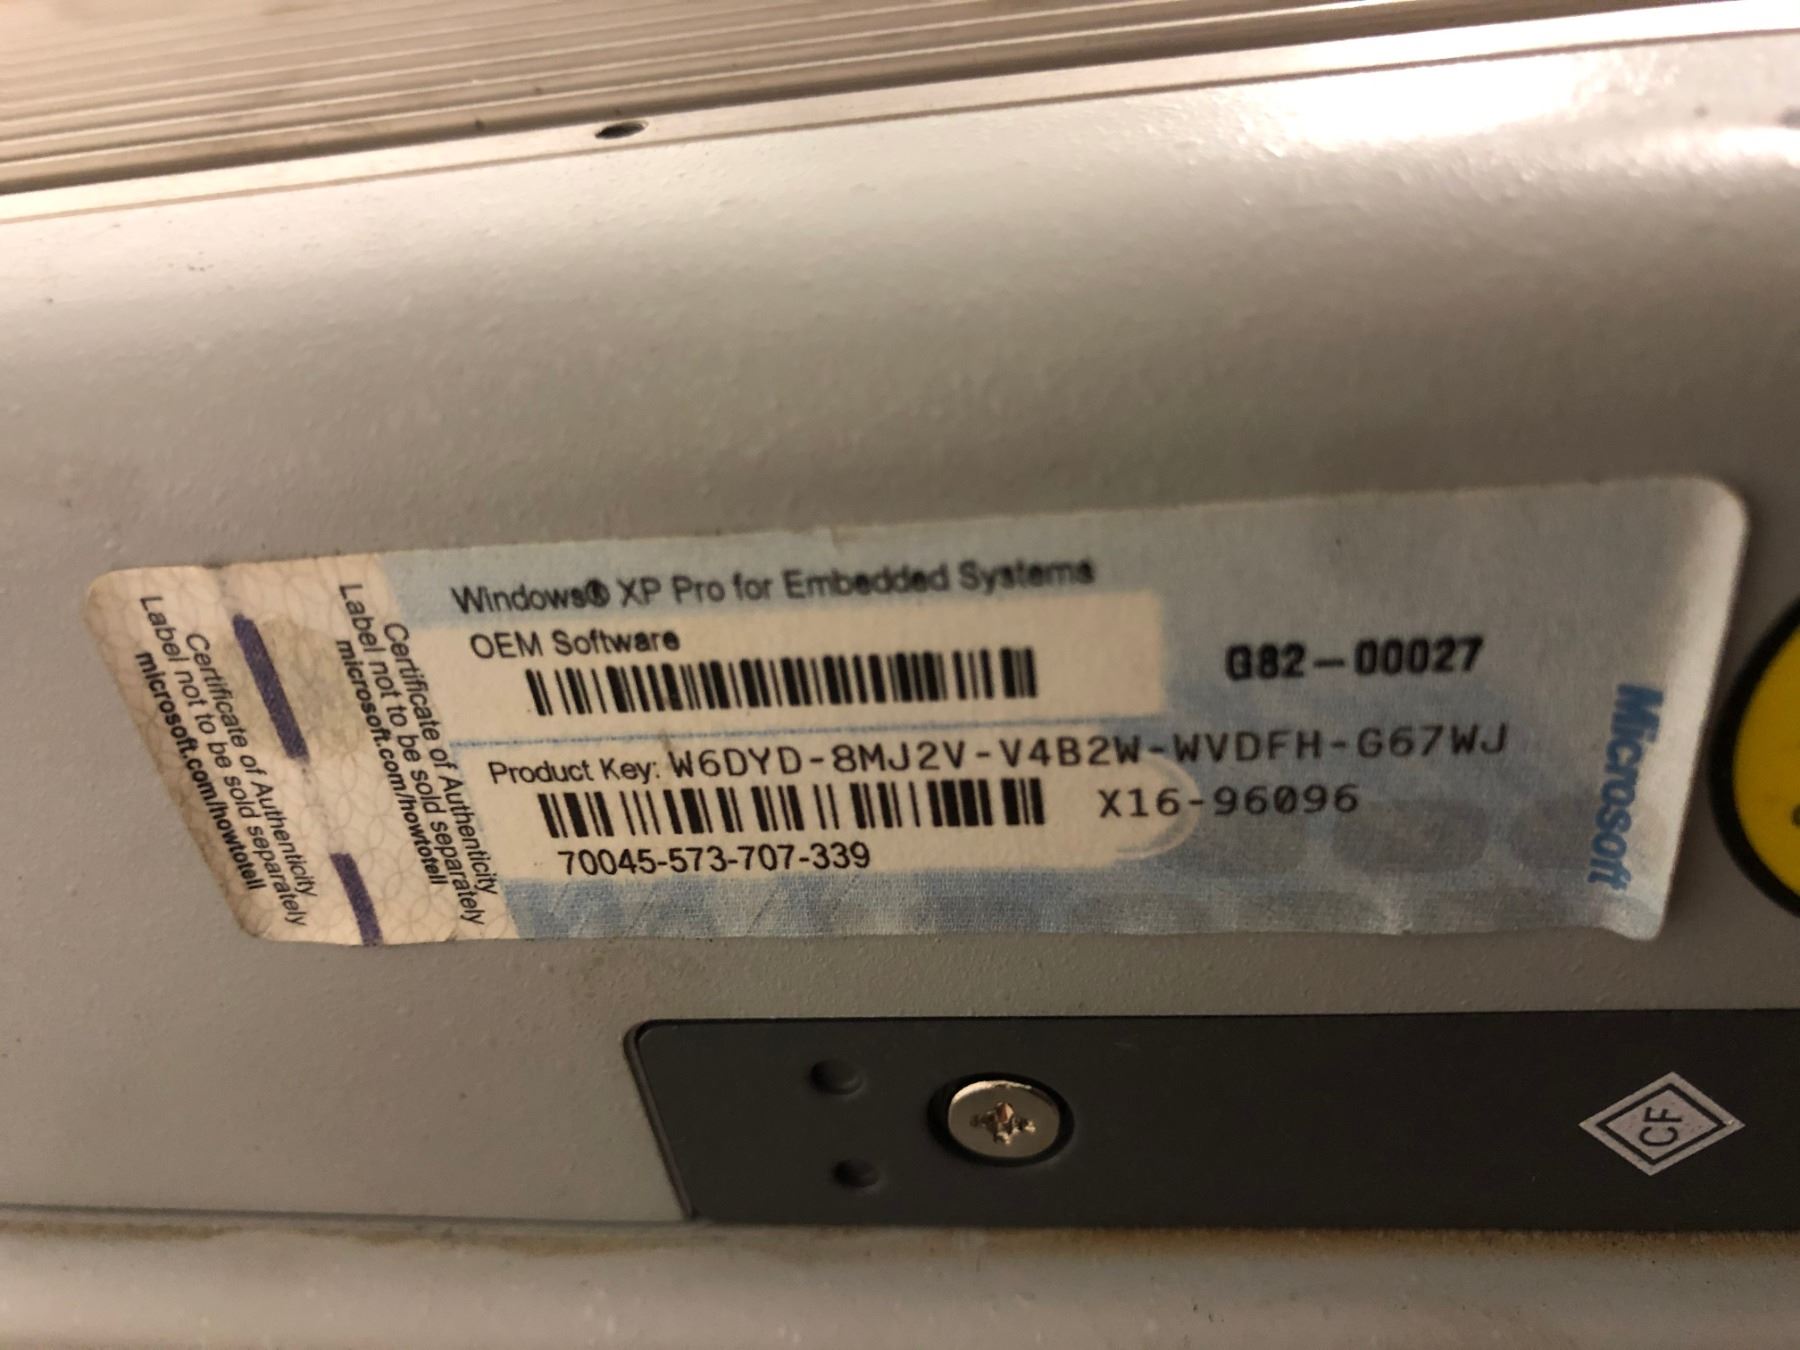 Windows® XP Pro for Embedded Systems
OEM Software
G82-00027
Product Key: W6DYD-8MJ2V-V4B2W-WVDFH-G67WJ
X16-96096
70045-573-707-339
Microsoft
Certificate of Authenticity
Label not to be sold separately
microsoft.com/howtotell
Certificate of Authenticity
Label not to be sold separately
microsoft.com/howtotell
CF